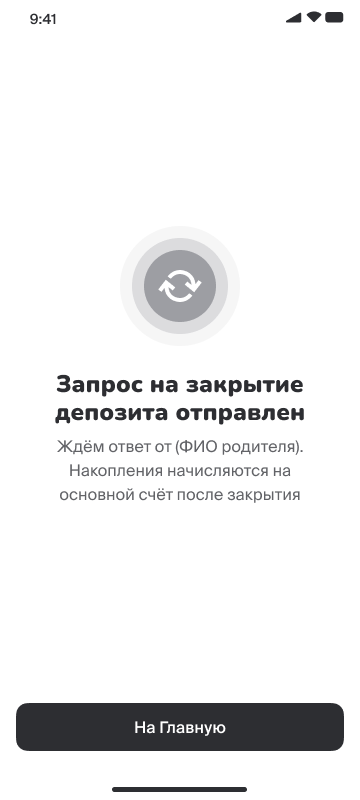 9:41
Запрос на закрытие
депозита отправлен
Ждём ответ от (ФИО родителя).
Накопления начисляются на
основной счёт после закрытия
На Главную